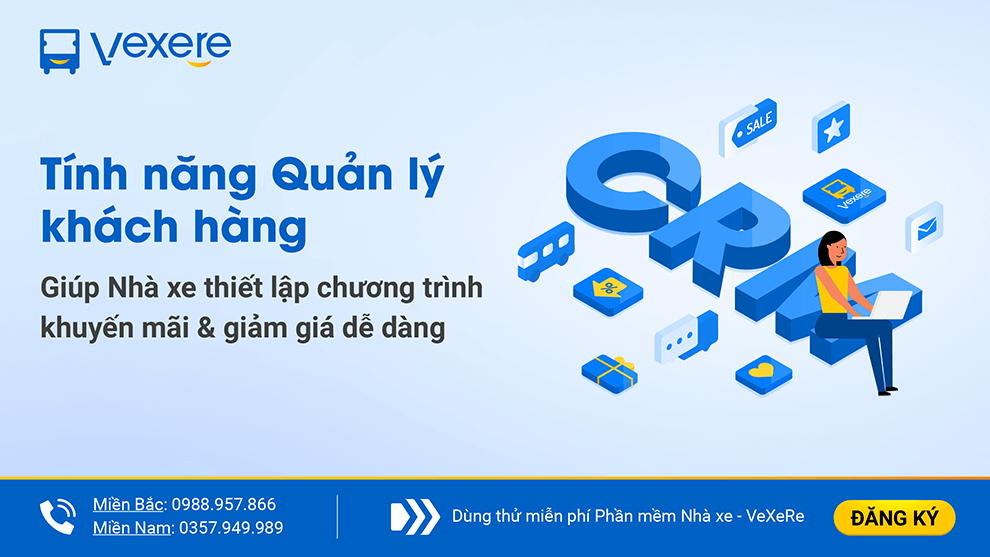 Vexere
Tính năng Quản lý
khách hàng
Giúp Nhà xe thiết lập chương trình
khuyến mãi & giảm giá dễ dàng
SALE
CRM
Vexere
%
Miền Bắc: 0988.957.866
Miền Nam: 0357.949.989
Dùng thử miễn phí Phần mềm Nhà xe - VeXeRe
ĐĂNG KÝ